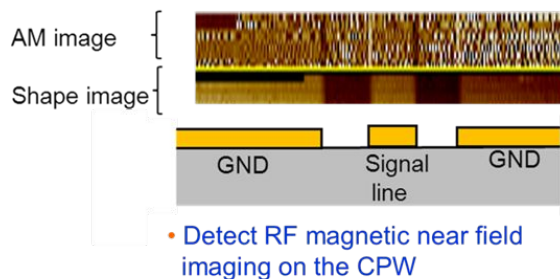 AM image
Shape image
GND
Signal
line
GND
• Detect RF magnetic near field
imaging on the CPW